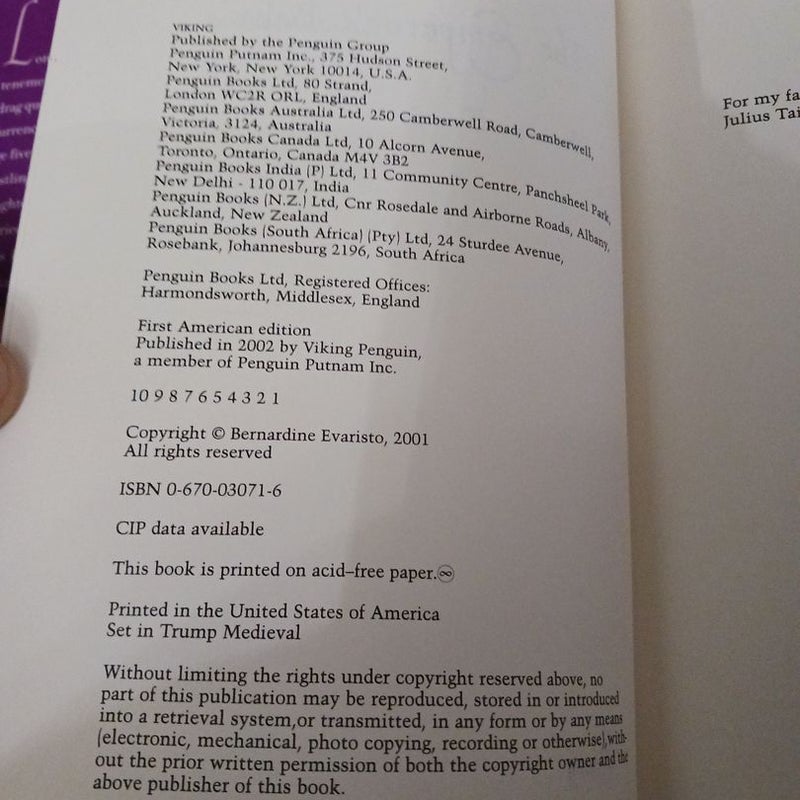 VIKING
Published by the Penguin Group
Penguin Putnam Inc., 375 Hudson Street,
New York, New York 10014, U.S.A.
Penguin Books Ltd, 80 Strand,
London WC2R ORL, England
Penguin Books Australia Ltd, 250 Camberwell Road, Camberwell,
Victoria, 3124, Australia
Penguin Books Canada Ltd, 10 Alcorn Avenue,
Toronto, Ontario, Canada M4V 3B2
Penguin Books India (P) Ltd, 11 Community Centre, Panchsheel Park,
New Delhi - 110 017, India
Penguin Books (N.Z.) Ltd, Cnr Rosedale and Airborne Roads, Albany,
Auckland, New Zealand
Penguin Books (South Africa) (Pty) Ltd, 24 Sturdee Avenue,
Rosebank, Johannesburg 2196, South Africa
Penguin Books Ltd, Registered Offices:
Harmondsworth, Middlesex, England
First American edition
Published in 2002 by Viking Penguin,
a member of Penguin Putnam Inc.
10 9 8 7 6 5 4 3 2 1
Copyright © Bernardine Evaristo, 2001
All rights reserved
ISBN 0-670-03071-6
CIP data available
This book is printed on acid–free paper. ♾
Printed in the United States of America
Set in Trump Medieval
Without limiting the rights under copyright reserved above, no
part of this publication may be reproduced, stored in or introduced
into a retrieval system,or transmitted, in any form or by any means
(electronic, mechanical, photo copying, recording or otherwise),with-
out the prior written permission of both the copyright owner and the
above publisher of this book.
For my fa
Julius Tai